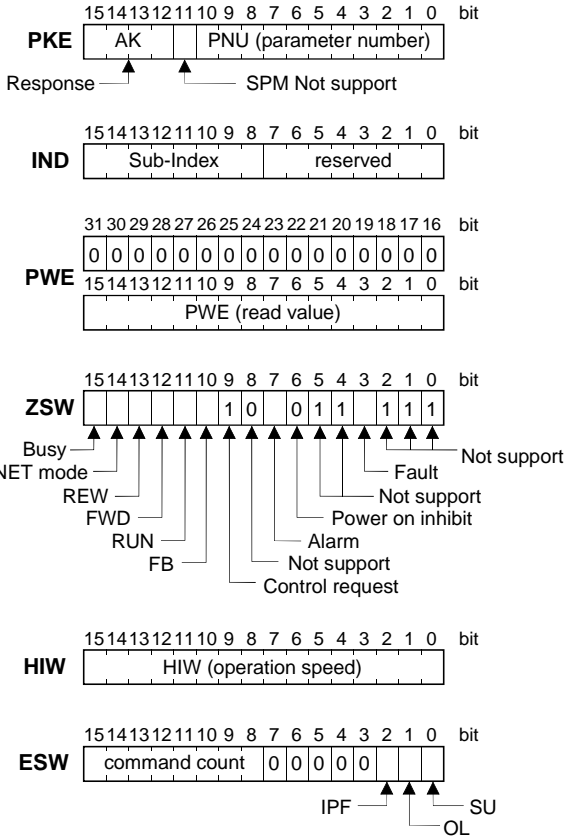 15 14 13 12 11 10 9 8 7 6 5 4 3 2 1 0 bit
PKE AK PNU (parameter number)
Response SPM Not support
15 14 13 12 11 10 9 8 7 6 5 4 3 2 1 0 bit
IND Sub-Index reserved
31 30 29 28 27 26 25 24 23 22 21 20 19 18 17 16 bit
0 0 0 0 0 0 0 0 0 0 0 0 0 0 0 0
PWE 15 14 13 12 11 10 9 8 7 6 5 4 3 2 1 0 bit
PWE (read value)
15 14 13 12 11 10 9 8 7 6 5 4 3 2 1 0 bit
ZSW 1 0 0 1 1 1 1 1
Busy Not support
NET mode Fault
REW Not support
FWD Power on inhibit
RUN Alarm
FB Not support
Control request
15 14 13 12 11 10 9 8 7 6 5 4 3 2 1 0 bit
HIW HIW (operation speed)
15 14 13 12 11 10 9 8 7 6 5 4 3 2 1 0 bit
ESW command count 0 0 0 0 0
IPF SU
OL